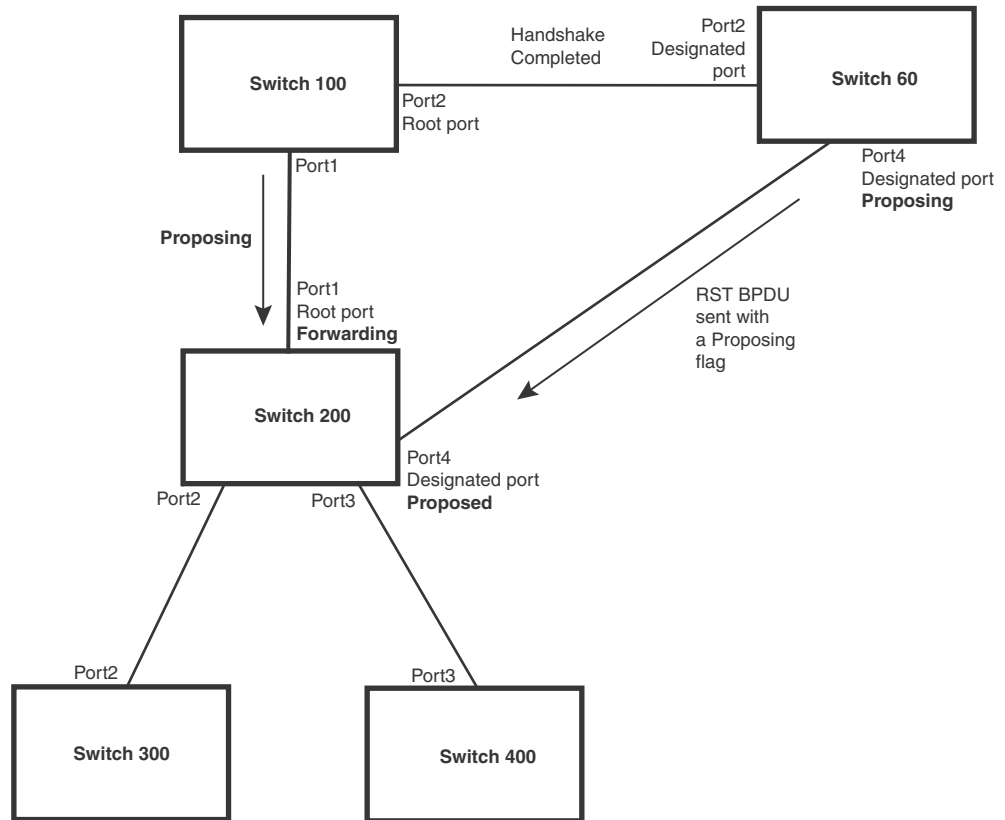 Handshake
Completed
Port2
Designated
port
Switch 100
Switch 60
Port2
Root port
Port1
Port4
Designated port
Proposing
Proposing
Port1
Root port
Forwarding
RST BPDU
sent with
a Proposing
flag
Switch 200
Port4
Designated port
Proposed
Port2
Port3
Port2
Port3
Switch 300
Switch 400